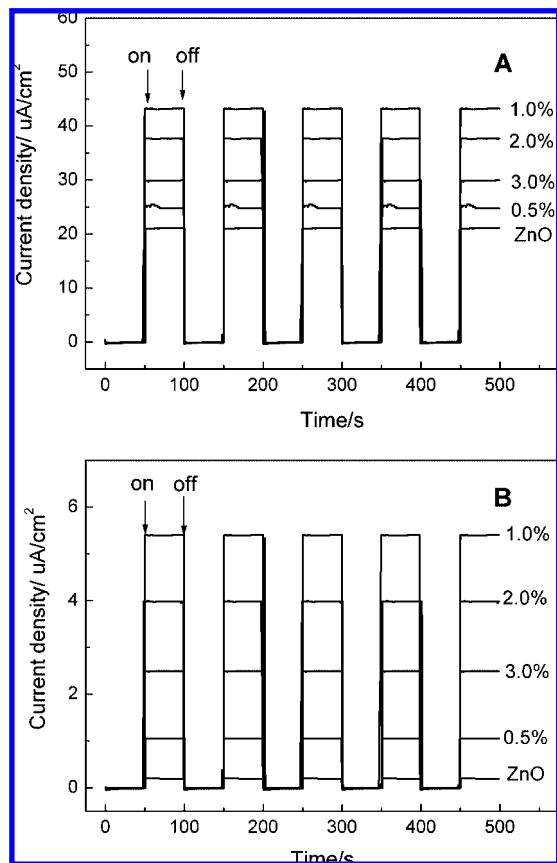 60
50
40
30
20
10
0
Current density/ uA/cm²
on off
A
1.0%
2.0%
3.0%
0.5%
ZnO
0 100 200 300 400 500
Time/s
6
4
2
0
Current density/ uA/cm²
on off
B
1.0%
2.0%
3.0%
0.5%
ZnO
0 100 200 300 400 500
Time/s